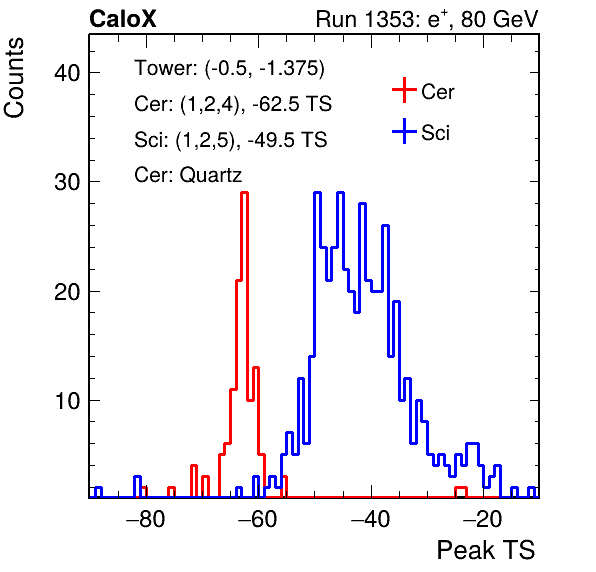 CaloX Run 1353: e⁺, 80 GeV
Counts
40
30
20
10
Tower: (-0.5, -1.375)
Cer: (1,2,4), -62.5 TS
Sci: (1,2,5), -49.5 TS
Cer: Quartz
Cer
Sci
−80 −60 −40 −20
Peak TS